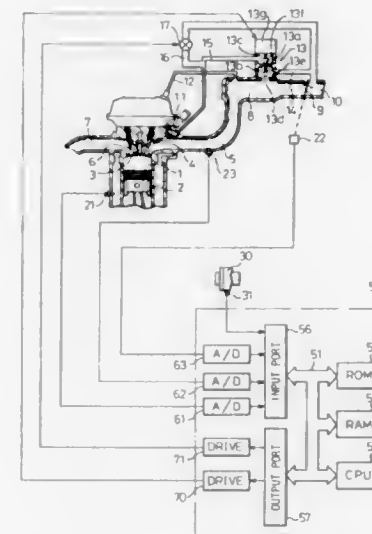 13g 13f
17
13a
13c
13
16
15
13b
13e
12
11
13d
14
9
10
7
8
22
6
4
5
3
1
23
21
2
30
31
56
63
A/D
62
A/D
61
A/D
INPUT PORT
51
ROM
RAM
CPU
71
DRIVE
70
DRIVE
OUTPUT PORT
57